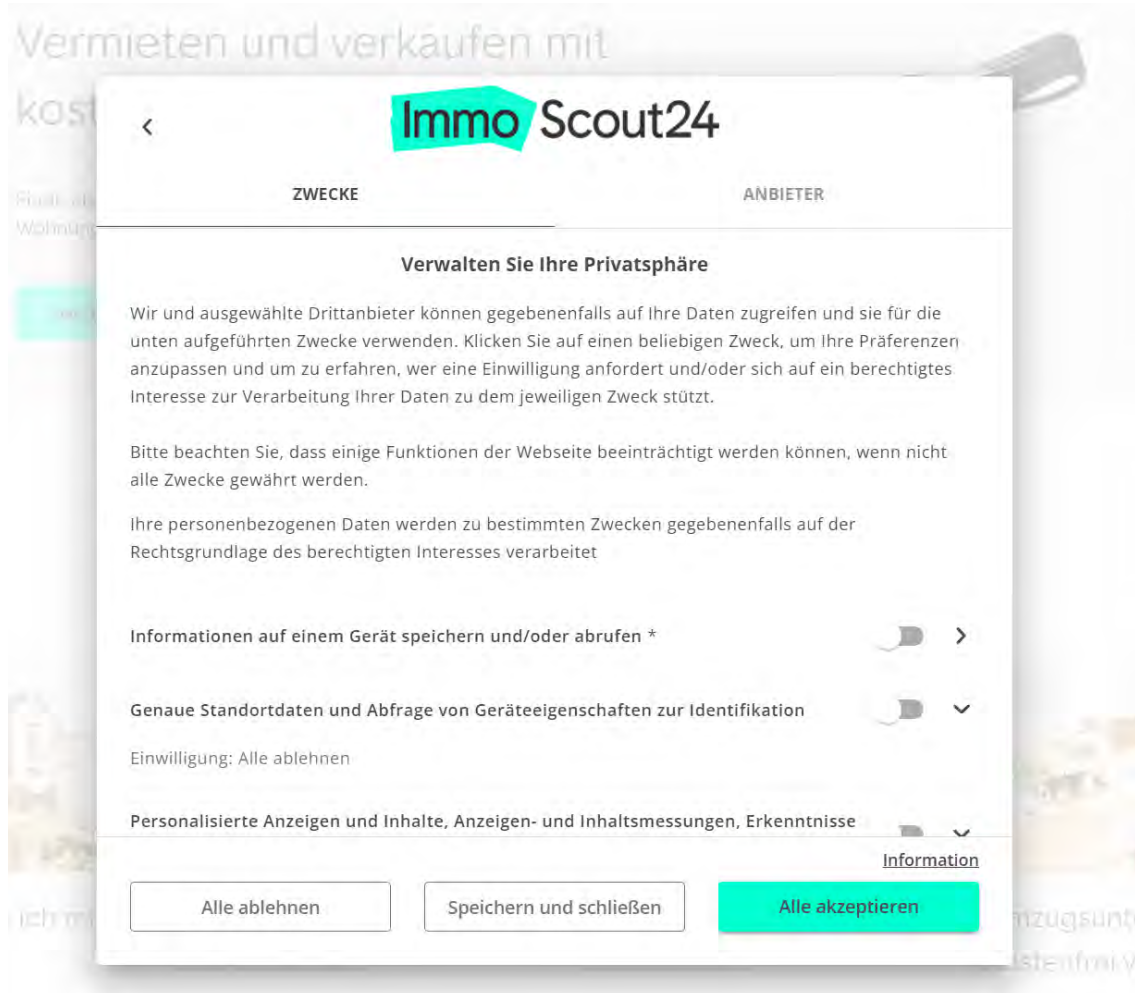 Vermieten und verkaufen mit
kost
Immo Scout24
ZWECKE
ANBIETER
Verwalten Sie Ihre Privatsphäre
Wir und ausgewählte Drittanbieter können gegebenenfalls auf Ihre Daten zugreifen und sie für die
unten aufgeführten Zwecke verwenden. Klicken Sie auf einen beliebigen Zweck, um Ihre Präferenzen
anzupassen und um zu erfahren, wer eine Einwilligung anfordert und/oder sich auf ein berechtigtes
Interesse zur Verarbeitung Ihrer Daten zu dem jeweiligen Zweck stützt.
Bitte beachten Sie, dass einige Funktionen der Webseite beeinträchtigt werden können, wenn nicht
alle Zwecke gewährt werden.
Ihre personenbezogenen Daten werden zu bestimmten Zwecken gegebenenfalls auf der
Rechtsgrundlage des berechtigten Interesses verarbeitet
Informationen auf einem Gerät speichern und/oder abrufen *
Genaue Standortdaten und Abfrage von Geräteeigenschaften zur Identifikation
Einwilligung: Alle ablehnen
Personalisierte Anzeigen und Inhalte, Anzeigen- und Inhaltsmessungen, Erkenntnisse
Information
Alle ablehnen
Speichern und schließen
Alle akzeptieren
ich m
mzugsunt
stenfrei v